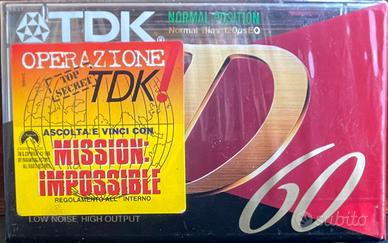 TDK
NORMAL POSITION
Normal Bias 120μs EQ
OPERAZIONE
TOP
SECRET
TDK!
ASCOLTA E VINCI CON
MISSION:
IMPOSSIBLE
REGOLAMENTO ALL' INTERNO
D
60
LOW NOISE HIGH OUTPUT
subito